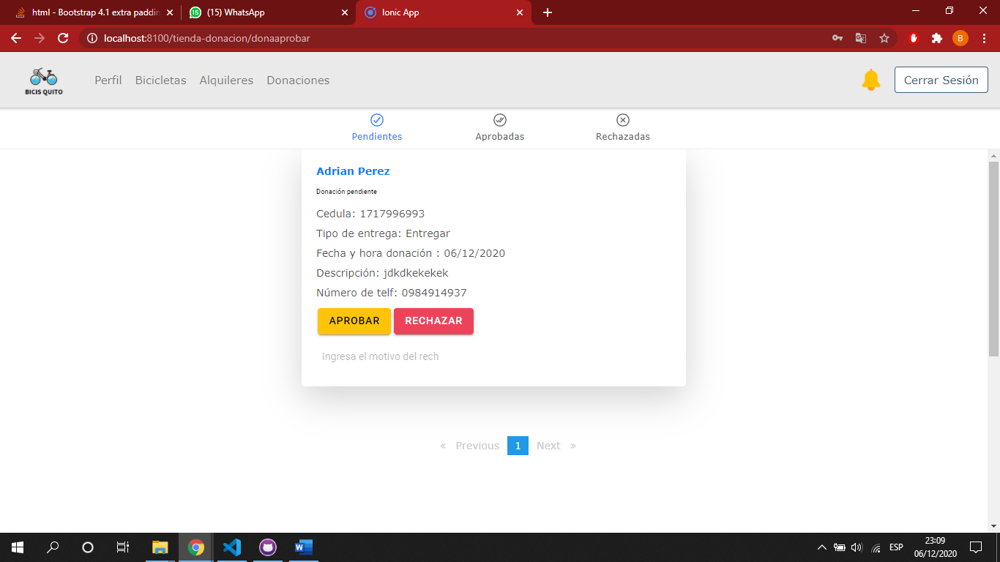 html - Bootstrap 4.1 extra paddin
(15) WhatsApp
Ionic App
localhost:8100/tienda-donacion/donaaprobar
B
BICIS QUITO
Perfil
Bicicletas
Alquileres
Donaciones
Cerrar Sesión
Pendientes
Aprobadas
Rechazadas
Adrian Perez
Donación pendiente
Cedula: 1717996993
Tipo de entrega: Entregar
Fecha y hora donación : 06/12/2020
Descripción: jdkdkekekek
Número de telf: 0984914937
APROBAR
RECHAZAR
Ingresa el motivo del rech
« Previous 1 Next »
ESP
23:09
06/12/2020